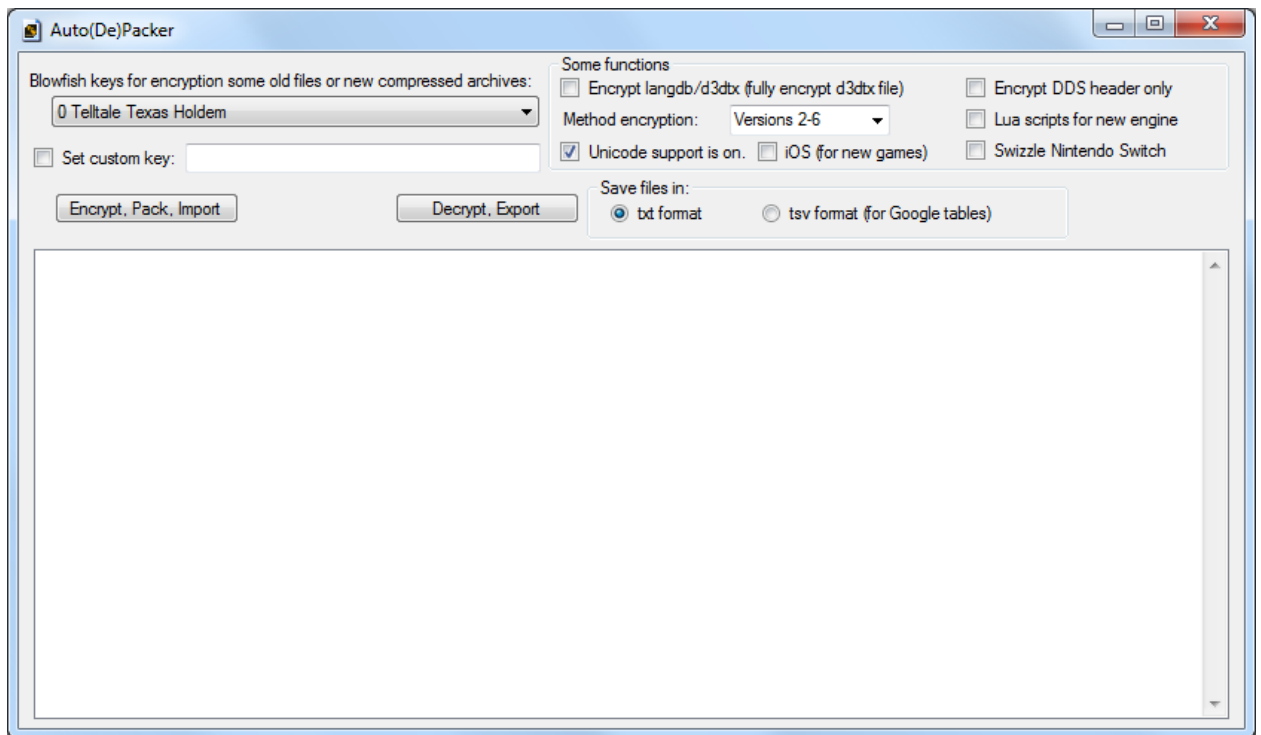 Auto(De)Packer
Blowfish keys for encryption some old files or new compressed archives:
0 Telltale Texas Holdem
Set custom key:
Some functions
Encrypt langdb/d3dtx (fully encrypt d3dtx file)
Encrypt DDS header only
Method encryption:
Versions 2-6
Lua scripts for new engine
Unicode support is on.
iOS (for new games)
Swizzle Nintendo Switch
Encrypt, Pack, Import
Decrypt, Export
Save files in:
txt format
tsv format (for Google tables)